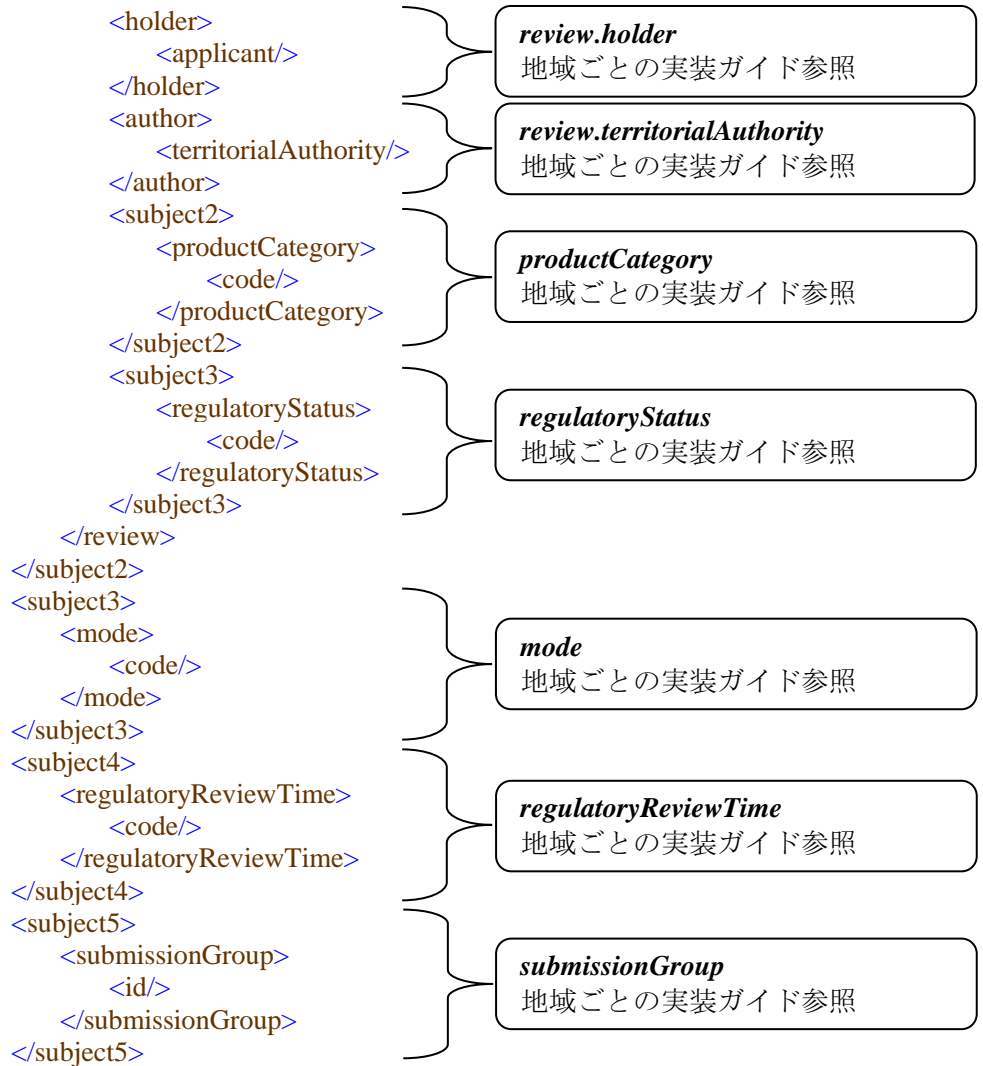 <holder>
<applicant/>
</holder>
review.holder
地域ごとの実装ガイド参照
<author>
<territorialAuthority/>
</author>
review.territorialAuthority
地域ごとの実装ガイド参照
<subject2>
<productCategory>
<code/>
</productCategory>
</subject2>
productCategory
地域ごとの実装ガイド参照
<subject3>
<regulatoryStatus>
<code/>
</regulatoryStatus>
</subject3>
regulatoryStatus
地域ごとの実装ガイド参照
</review>
</subject2>
<subject3>
<mode>
<code/>
</mode>
</subject3>
mode
地域ごとの実装ガイド参照
<subject4>
<regulatoryReviewTime>
<code/>
</regulatoryReviewTime>
</subject4>
regulatoryReviewTime
地域ごとの実装ガイド参照
<subject5>
<submissionGroup>
<id/>
</submissionGroup>
</subject5>
submissionGroup
地域ごとの実装ガイド参照